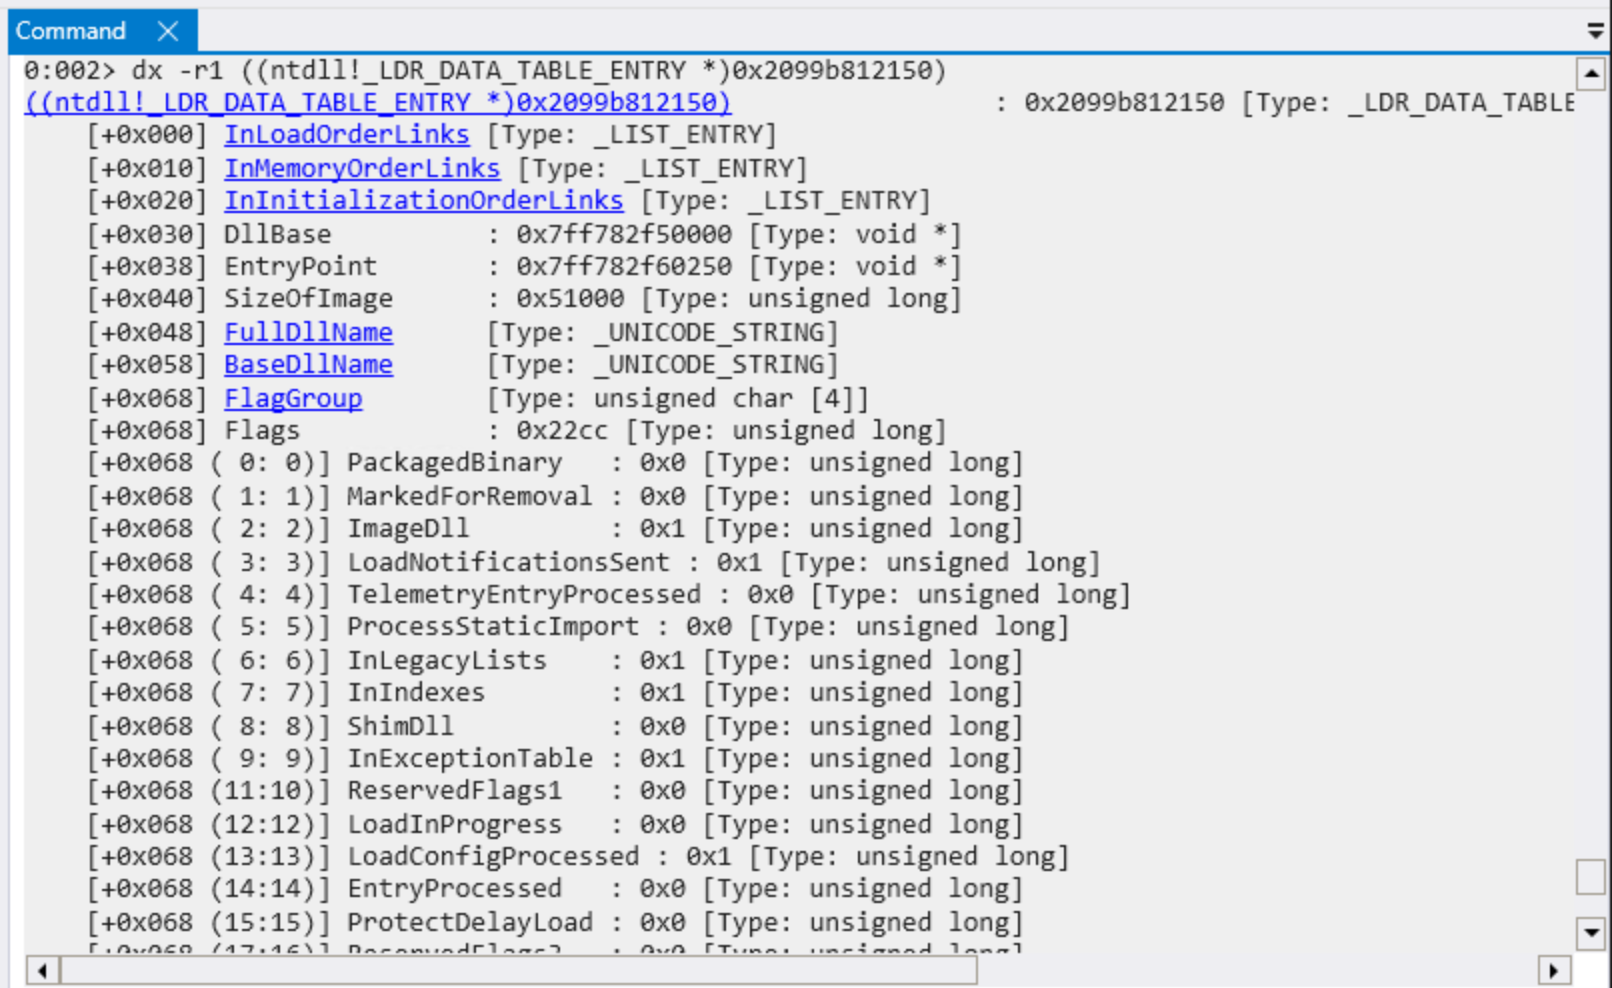 Command
0:002> dx -r1 ((ntdll!_LDR_DATA_TABLE_ENTRY *)0x2099b812150)
((ntdll!_LDR_DATA_TABLE_ENTRY *)0x2099b812150)                 : 0x2099b812150 [Type: _LDR_DATA_TABLE
    [+0x000] InLoadOrderLinks [Type: _LIST_ENTRY]
    [+0x010] InMemoryOrderLinks [Type: _LIST_ENTRY]
    [+0x020] InInitializationOrderLinks [Type: _LIST_ENTRY]
    [+0x030] DllBase          : 0x7ff782f50000 [Type: void *]
    [+0x038] EntryPoint       : 0x7ff782f60250 [Type: void *]
    [+0x040] SizeOfImage      : 0x51000 [Type: unsigned long]
    [+0x048] FullDllName      [Type: _UNICODE_STRING]
    [+0x058] BaseDllName      [Type: _UNICODE_STRING]
    [+0x068] FlagGroup        [Type: unsigned char [4]]
    [+0x068] Flags            : 0x22cc [Type: unsigned long]
    [+0x068 ( 0: 0)] PackagedBinary   : 0x0 [Type: unsigned long]
    [+0x068 ( 1: 1)] MarkedForRemoval : 0x0 [Type: unsigned long]
    [+0x068 ( 2: 2)] ImageDll         : 0x1 [Type: unsigned long]
    [+0x068 ( 3: 3)] LoadNotificationsSent : 0x1 [Type: unsigned long]
    [+0x068 ( 4: 4)] TelemetryEntryProcessed : 0x0 [Type: unsigned long]
    [+0x068 ( 5: 5)] ProcessStaticImport : 0x0 [Type: unsigned long]
    [+0x068 ( 6: 6)] InLegacyLists    : 0x1 [Type: unsigned long]
    [+0x068 ( 7: 7)] InIndexes        : 0x1 [Type: unsigned long]
    [+0x068 ( 8: 8)] ShimDll          : 0x0 [Type: unsigned long]
    [+0x068 ( 9: 9)] InExceptionTable : 0x1 [Type: unsigned long]
    [+0x068 (11:10)] ReservedFlags1   : 0x0 [Type: unsigned long]
    [+0x068 (12:12)] LoadInProgress   : 0x0 [Type: unsigned long]
    [+0x068 (13:13)] LoadConfigProcessed : 0x1 [Type: unsigned long]
    [+0x068 (14:14)] EntryProcessed   : 0x0 [Type: unsigned long]
    [+0x068 (15:15)] ProtectDelayLoad : 0x0 [Type: unsigned long]